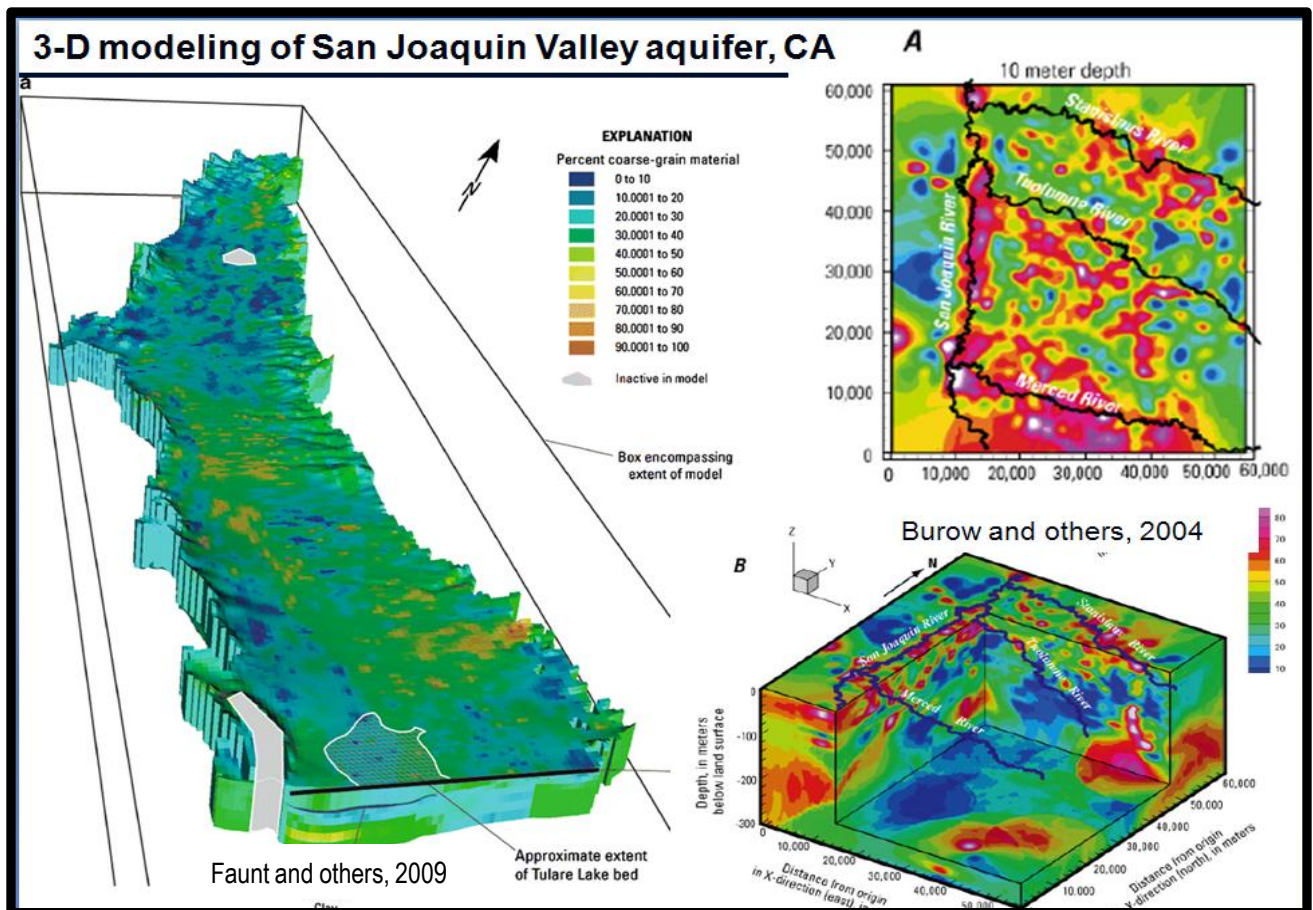 3-D modeling of San Joaquin Valley aquifer, CA
a
N
EXPLANATION
Percent coarse-grain material
0 to 10
10.0001 to 20
20.0001 to 30
30.0001 to 40
40.0001 to 50
50.0001 to 60
60.0001 to 70
70.0001 to 80
80.0001 to 90
90.0001 to 100
Inactive in model
Box encompassing
extent of model
Approximate extent
of Tulare Lake bed
Faunt and others, 2009
Clay
A
10 meter depth
60,000
50,000
40,000
30,000
20,000
10,000
0
Stanislaus River
Tuolumne River
San Joaquin River
Merced River
0 10,000 20,000 30,000 40,000 50,000 60,000
Burow and others, 2004
B
Z
Y
X
N
80
70
60
50
40
30
20
10
San Joaquin River
Stanislaus River
Tuolumne River
Merced River
0
-100
-200
-300
Depth, in meters
below land surface
0
10,000
20,000
30,000
40,000
50,000
Distance from origin
in X-direction (east), in
10,000
20,000
30,000
40,000
50,000
60,000
Distance from origin
Y-direction (north), in meters